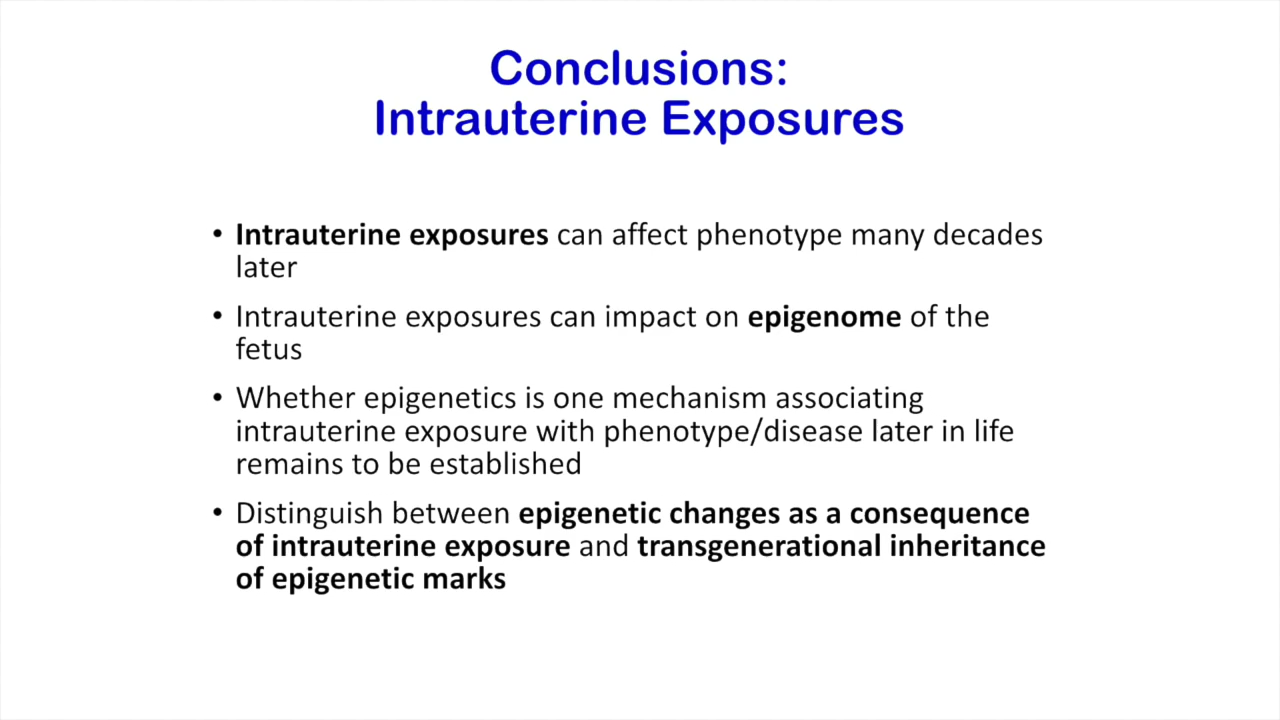 Conclusions:
Intrauterine Exposures
• Intrauterine exposures can affect phenotype many decades
later
• Intrauterine exposures can impact on epigenome of the
fetus
• Whether epigenetics is one mechanism associating
intrauterine exposure with phenotype/disease later in life
remains to be established
• Distinguish between epigenetic changes as a consequence
of intrauterine exposure and transgenerational inheritance
of epigenetic marks